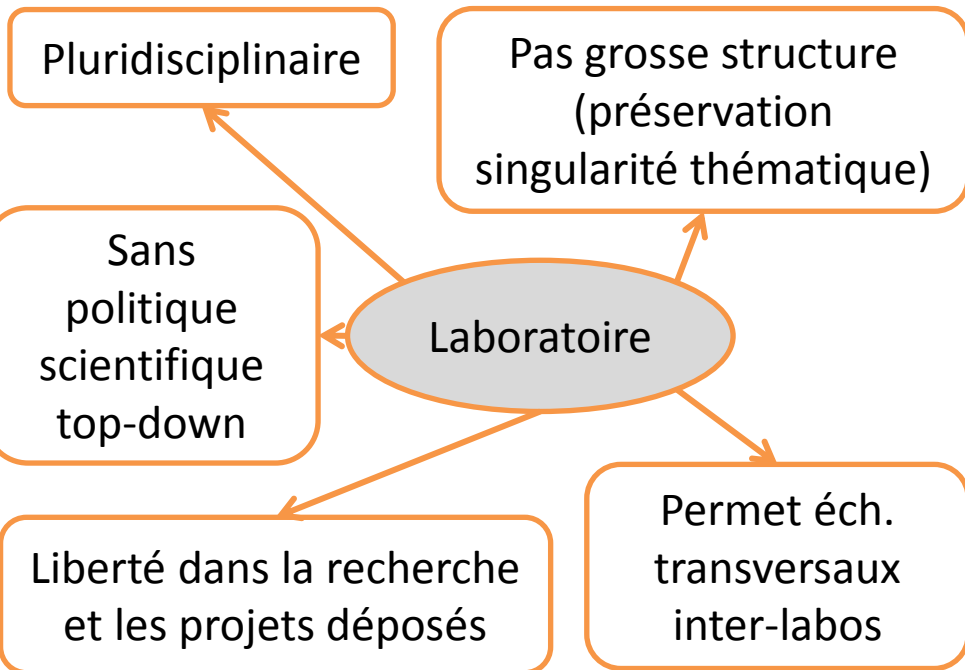 Pluridisciplinaire
Pas grosse structure
(préservation
singularité thématique)
Sans
politique
scientifique
top-down
Laboratoire
Liberté dans la recherche
et les projets déposés
Permet éch.
transversaux
inter-labos